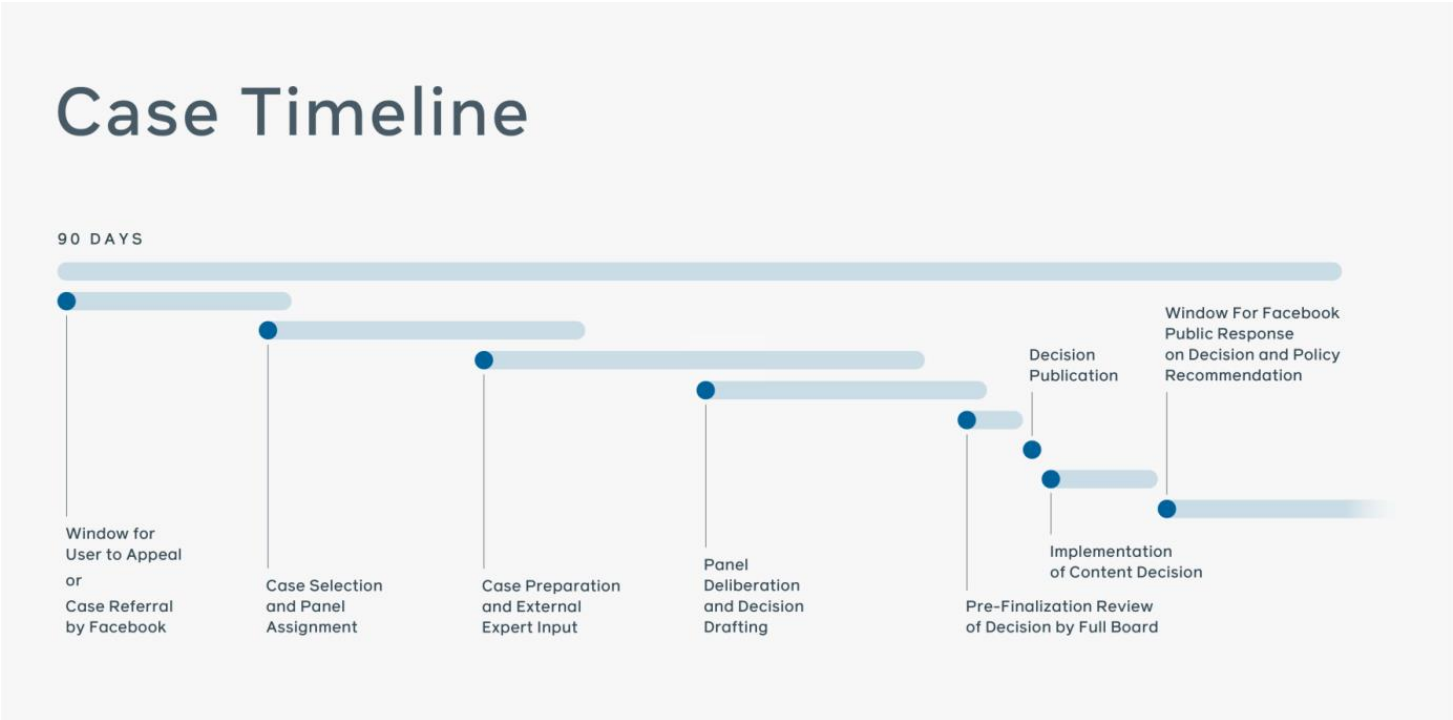 Case Timeline
90 DAYS
Window for
User to Appeal
or
Case Referral
by Facebook
Case Selection
and Panel
Assignment
Case Preparation
and External
Expert Input
Panel
Deliberation
and Decision
Drafting
Pre-Finalization Review
of Decision by Full Board
Decision
Publication
Implementation
of Content Decision
Window For Facebook
Public Response
on Decision and Policy
Recommendation